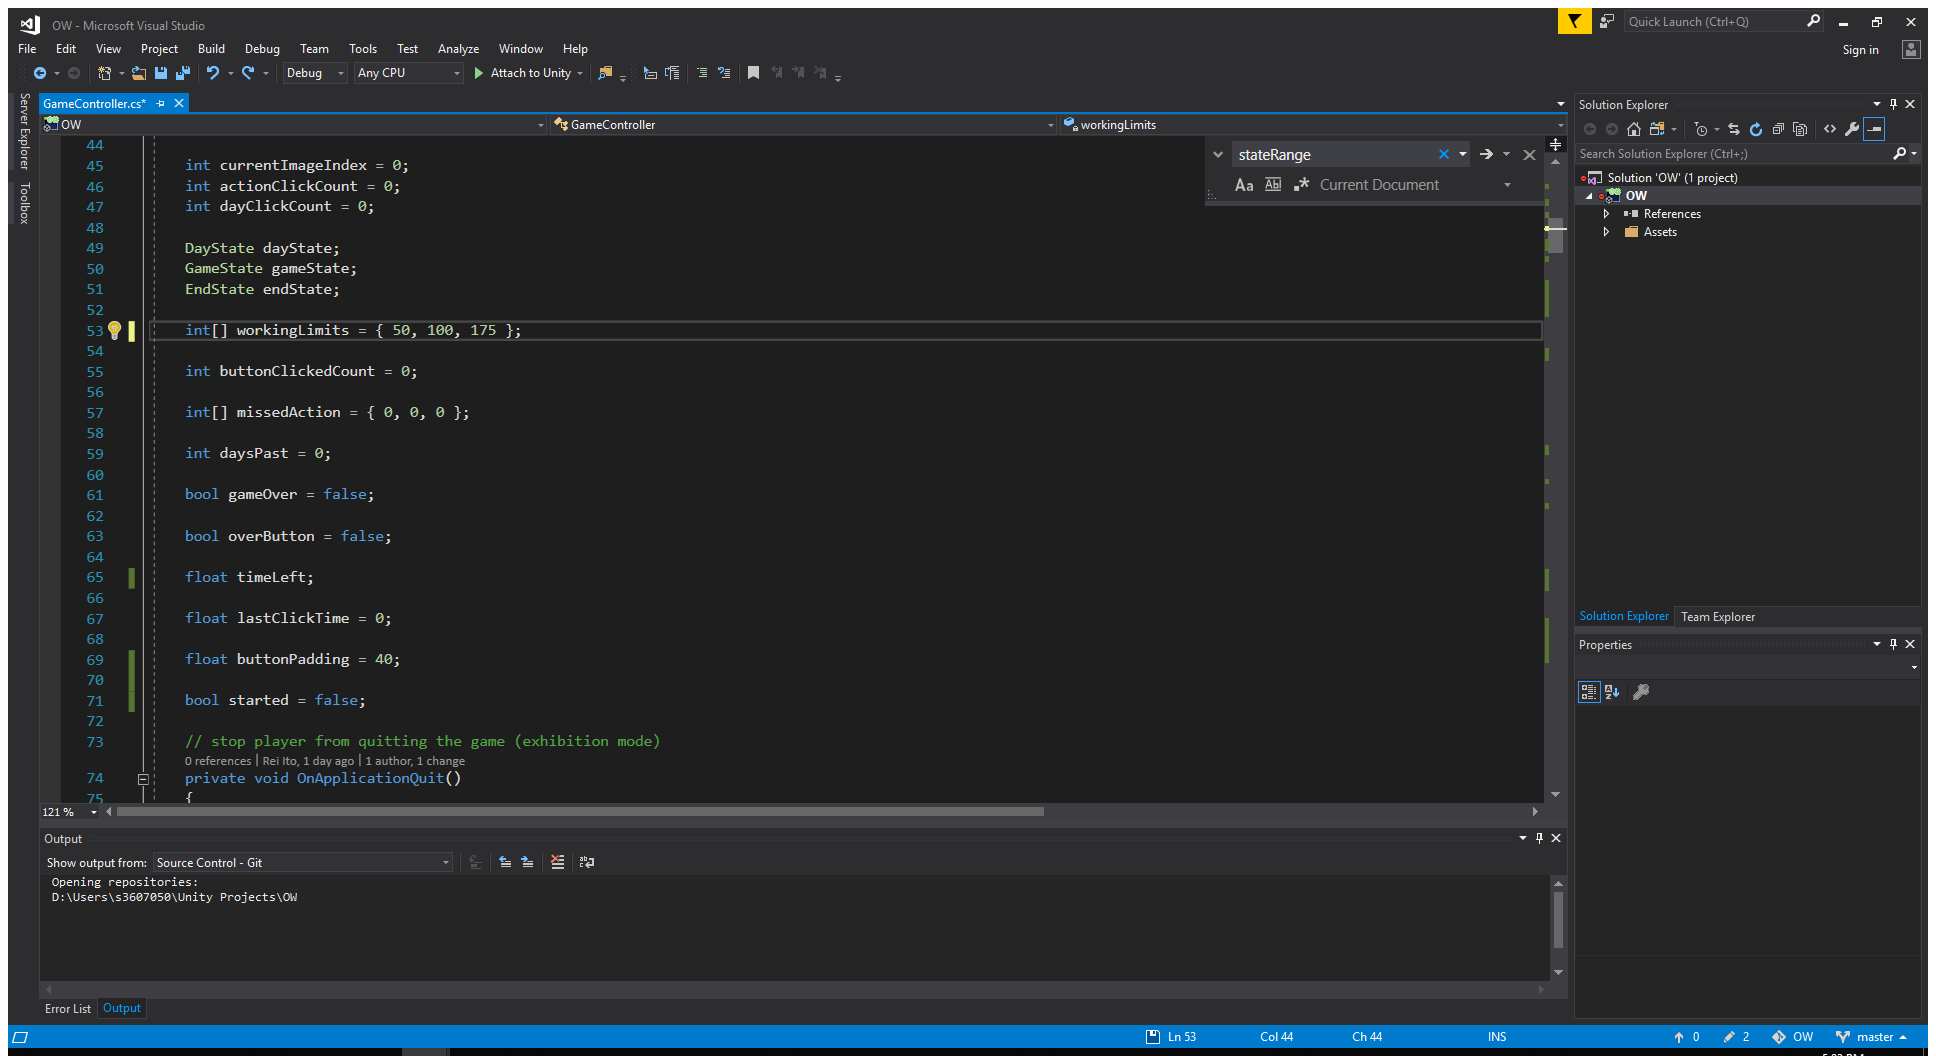 OW - Microsoft Visual Studio
Quick Launch (Ctrl+Q)
File Edit View Project Build Debug Team Tools Test Analyze Window Help
Sign in
Debug Any CPU Attach to Unity
Server Explorer
Toolbox
GameController.cs*
OW GameController workingLimits
stateRange
Aa Abl .* Current Document
44
45 int currentImageIndex = 0;
46 int actionClickCount = 0;
47 int dayClickCount = 0;
48
49 DayState dayState;
50 GameState gameState;
51 EndState endState;
52
53 int[] workingLimits = { 50, 100, 175 };
54
55 int buttonClickedCount = 0;
56
57 int[] missedAction = { 0, 0, 0 };
58
59 int daysPast = 0;
60
61 bool gameOver = false;
62
63 bool overButton = false;
64
65 float timeLeft;
66
67 float lastClickTime = 0;
68
69 float buttonPadding = 40;
70
71 bool started = false;
72
73 // stop player from quitting the game (exhibition mode)
0 references | Rei Ito, 1 day ago | 1 author, 1 change
74 private void OnApplicationQuit()
75 {
121 %
Output
Show output from: Source Control - Git
Opening repositories:
D:\Users\s3607050\Unity Projects\OW
Error List Output
Solution Explorer
Search Solution Explorer (Ctrl+;)
Solution 'OW' (1 project)
OW
References
Assets
Solution Explorer Team Explorer
Properties
Ln 53 Col 44 Ch 44 INS 0 2 OW master